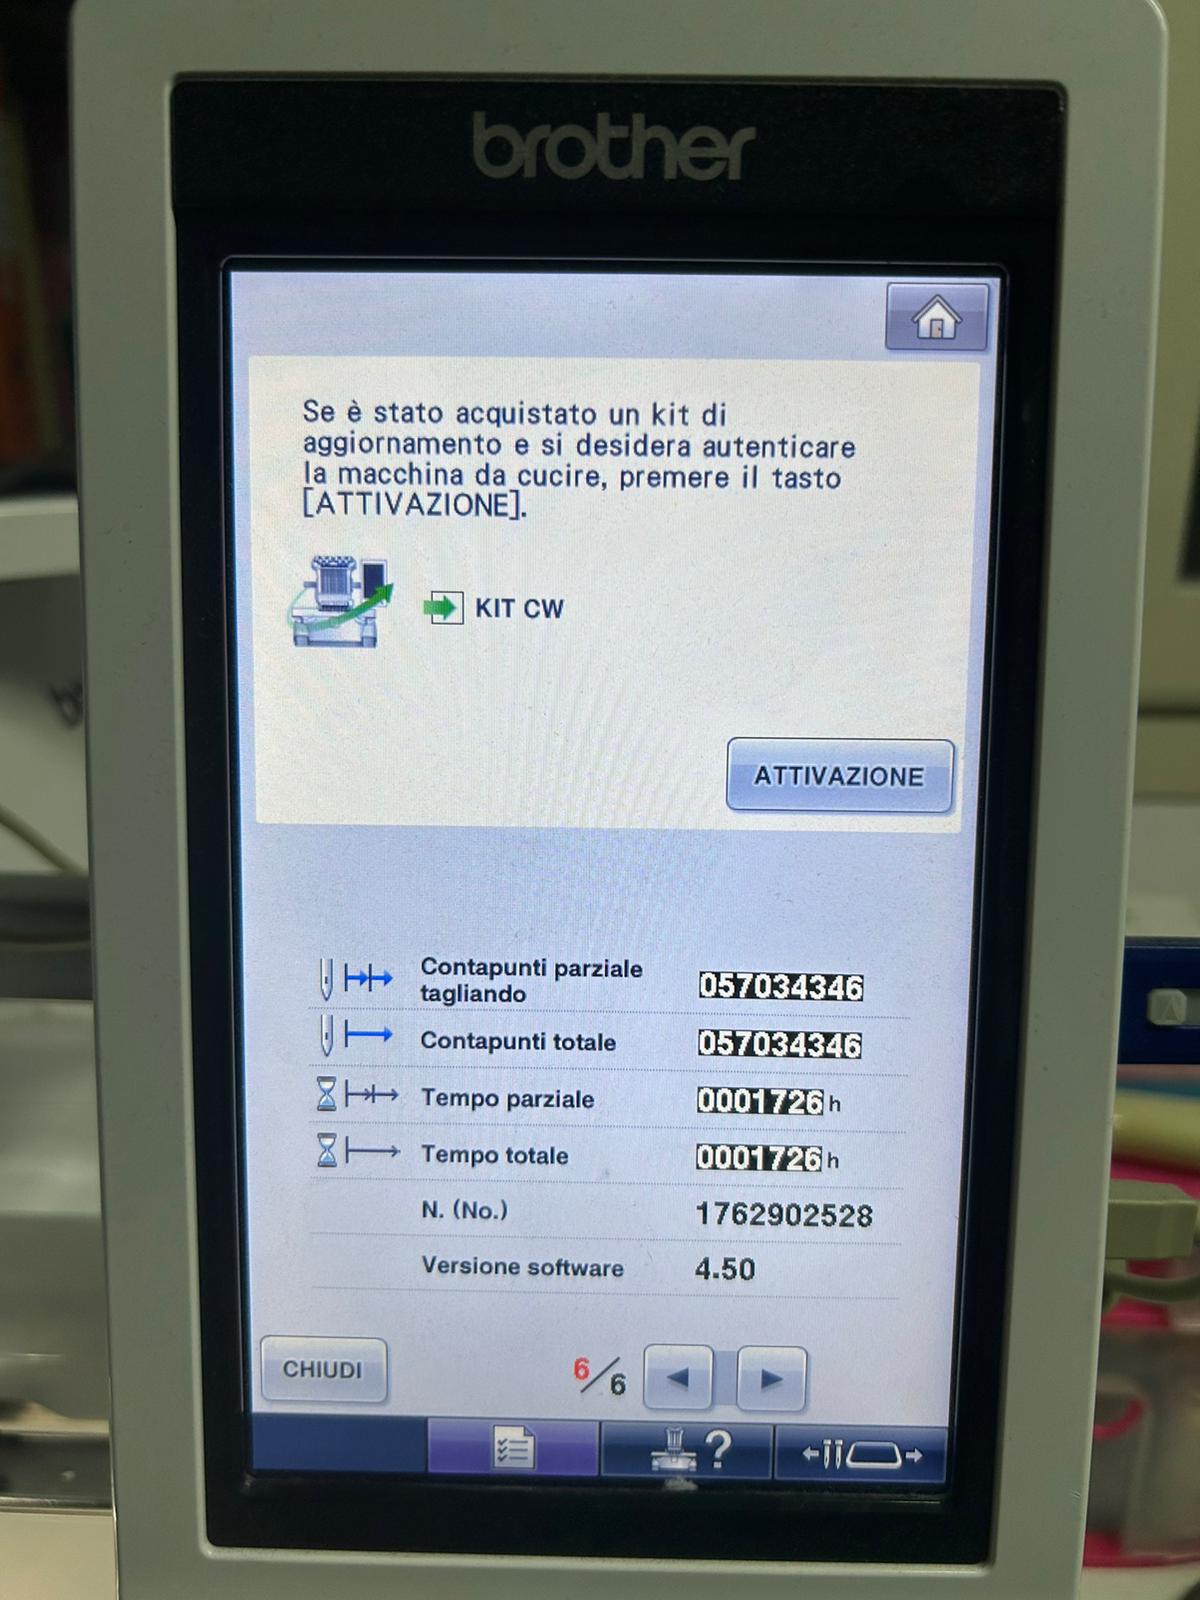 brother
Se è stato acquistato un kit di
aggiornamento e si desidera autenticare
la macchina da cucire, premere il tasto
[ATTIVAZIONE].
KIT CW
ATTIVAZIONE
Contapunti parziale
tagliando
057034346
Contapunti totale 057034346
Tempo parziale 0001726 h
Tempo totale 0001726 h
N. (No.) 1762902528
Versione software 4.50
CHIUDI
6/6
?